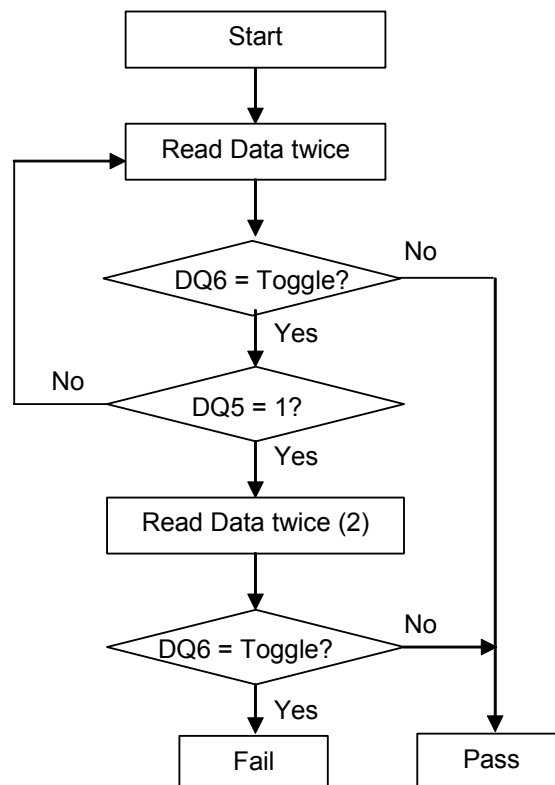 Start
Read Data twice
No
DQ6 = Toggle?
Yes
No
DQ5 = 1?
Yes
Read Data twice (2)
No
DQ6 = Toggle?
Yes
Fail
Pass